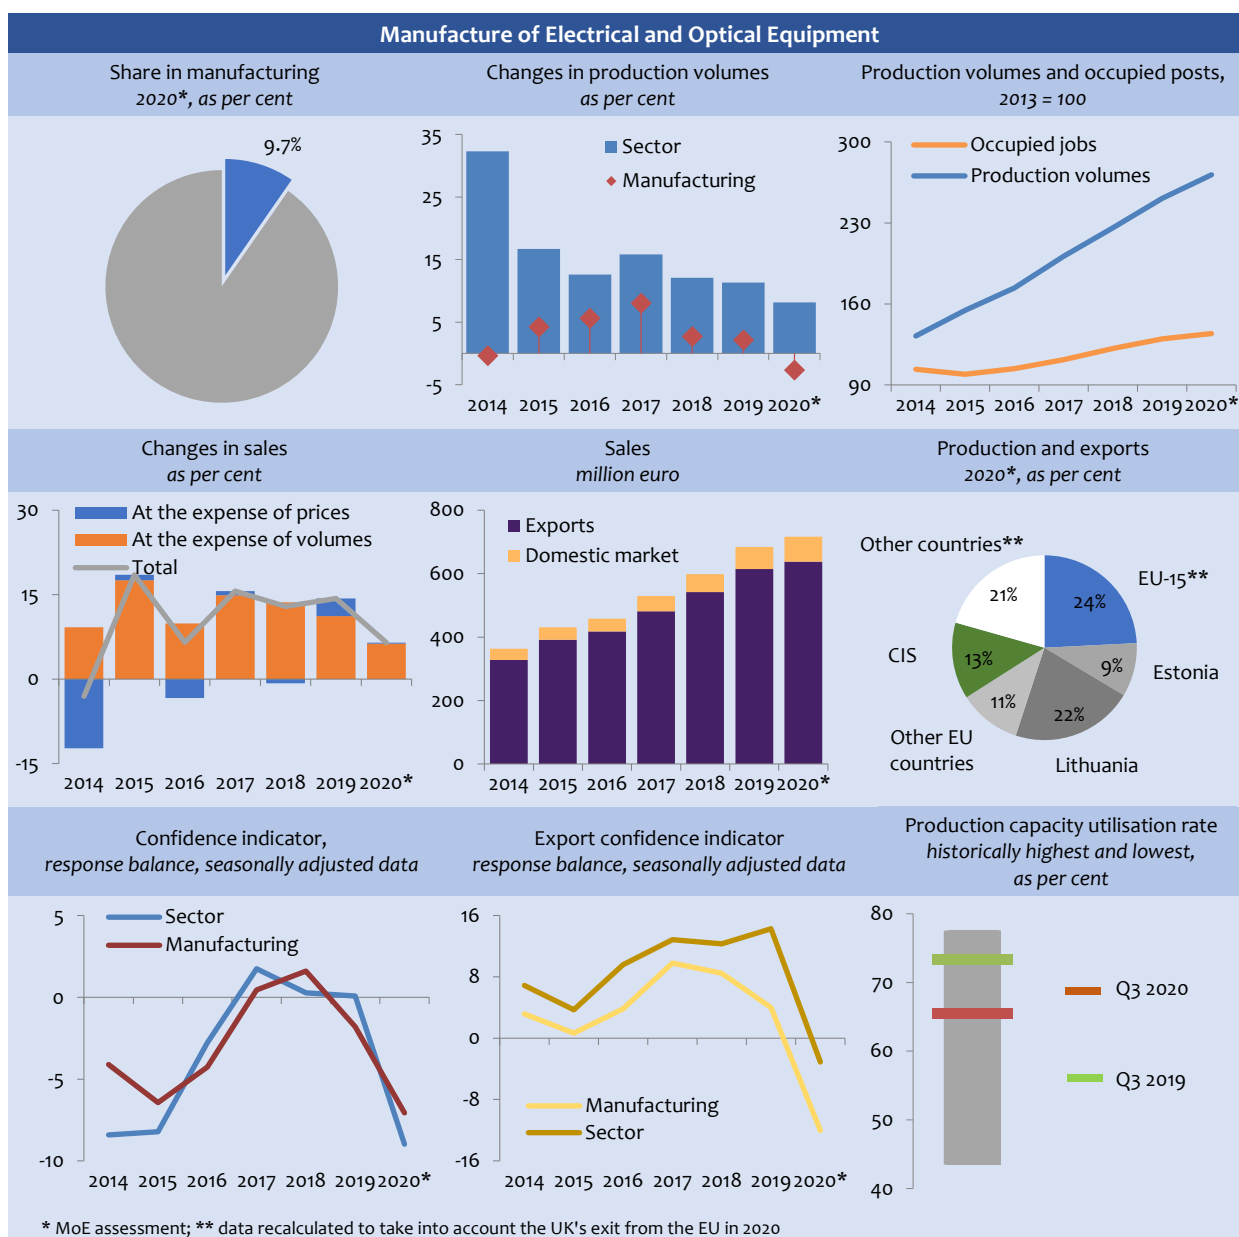 Manufacture of Electrical and Optical Equipment
Share in manufacturing
2020*, as per cent
9.7%
Changes in production volumes
as per cent
35
25
15
5
-5
Sector
Manufacturing
2014 2015 2016 2017 2018 2019 2020*
Production volumes and occupied posts,
2013 = 100
300
230
160
90
Occupied jobs
Production volumes
2014 2015 2016 2017 2018 2019 2020*
Changes in sales
as per cent
30
15
0
-15
At the expense of prices
At the expense of volumes
Total
2014 2015 2016 2017 2018 2019 2020*
Sales
million euro
800
600
400
200
0
Exports
Domestic market
2014 2015 2016 2017 2018 2019 2020*
Production and exports
2020*, as per cent
Other countries**
EU-15**
21%
24%
CIS
13%
9%
Estonia
11%
22%
Other EU
countries
Lithuania
Confidence indicator,
response balance, seasonally adjusted data
5
0
-5
-10
Sector
Manufacturing
2014 2015 2016 2017 2018 2019 2020*
Export confidence indicator
response balance, seasonally adjusted data
16
8
0
-8
-16
Manufacturing
Sector
2014 2015 2016 2017 2018 2019 2020*
Production capacity utilisation rate
historically highest and lowest,
as per cent
80
70
60
50
40
Q3 2020
Q3 2019
* MoE assessment; ** data recalculated to take into account the UK's exit from the EU in 2020